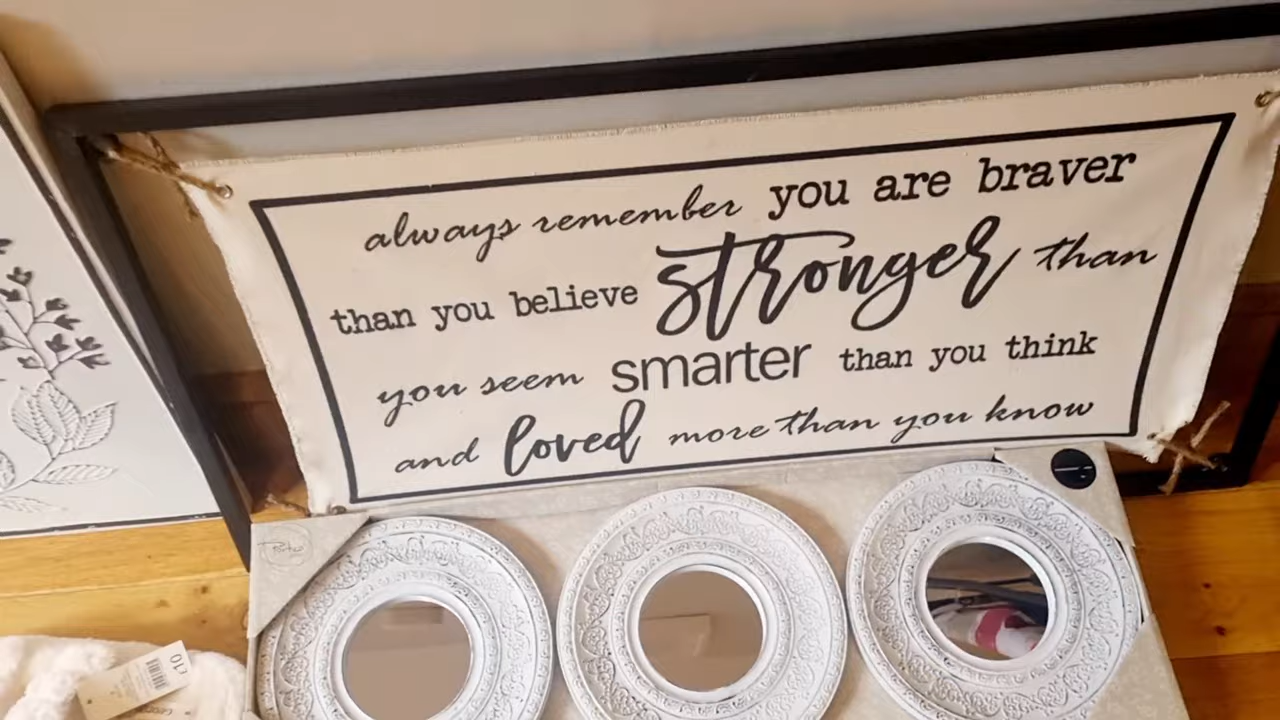 always remember you are braver
than you believe stronger than
you seem smarter than you think
and loved more than you know
£10